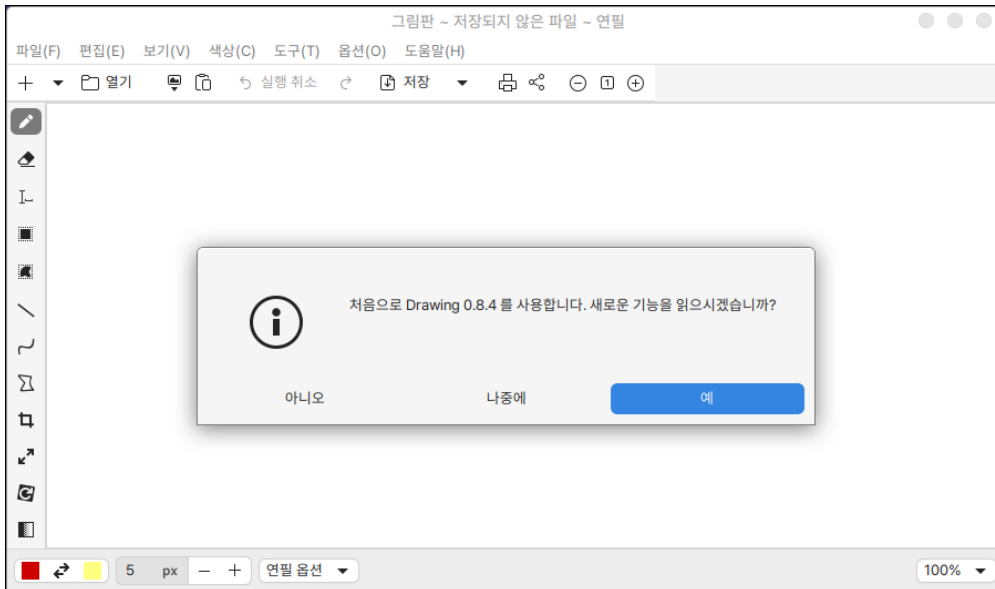 그림판 ~ 저장되지 않은 파일 ~ 연필
파일(F) 편집(E) 보기(V) 색상(C) 도구(T) 옵션(O) 도움말(H)
열기 실행 취소 저장 1
처음으로 Drawing 0.8.4 를 사용합니다. 새로운 기능을 읽으시겠습니까?
아니오 나중에 예
5 px 연필 옵션 100%